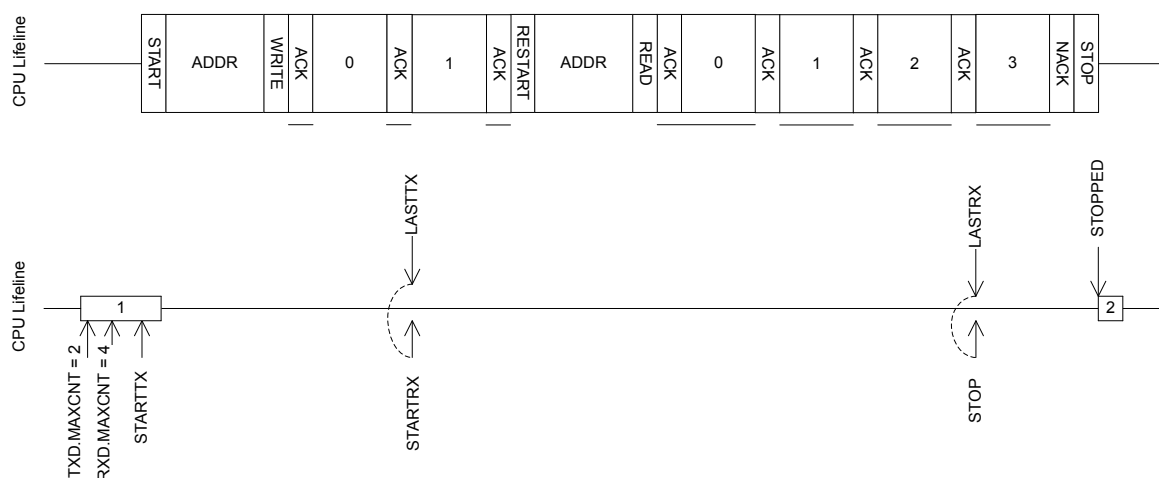 CPU Lifeline
START
ADDR
WRITE
ACK
0
ACK
1
ACK
RESTART
ADDR
READ
ACK
0
ACK
1
ACK
2
ACK
3
NACK
STOP
LASTTX
LASTRX
STOPPED
CPU Lifeline
1
2
TXD.MAXCNT = 2
RXD.MAXCNT = 4
STARTTX
STARTRX
STOP